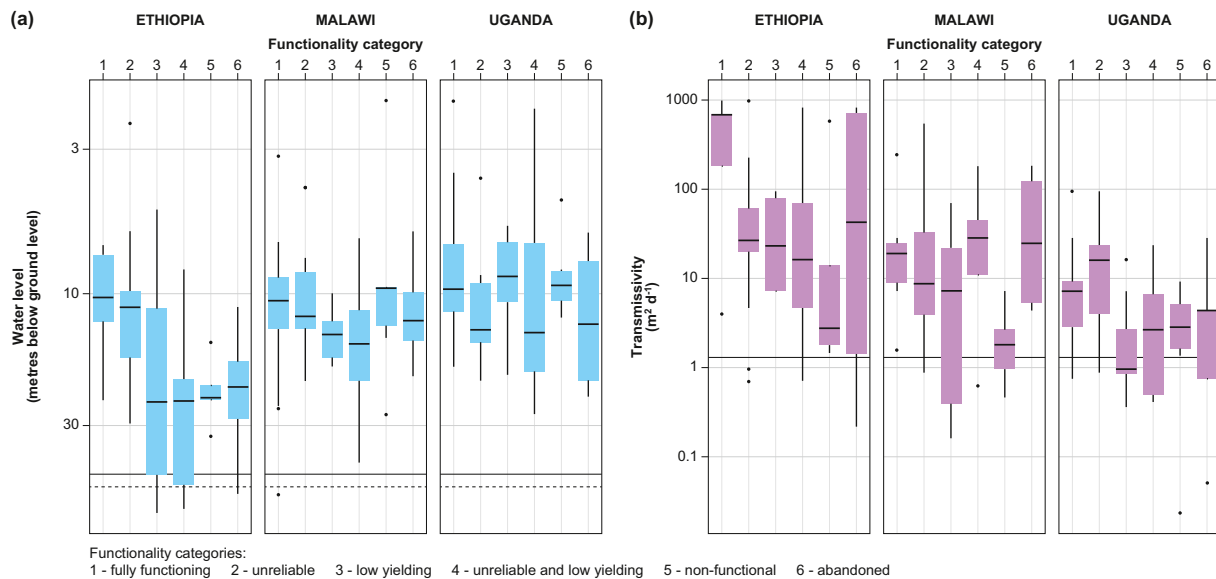 (a)
ETHIOPIA MALAWI UGANDA
Functionality category
1 2 3 4 5 6 1 2 3 4 5 6 1 2 3 4 5 6
3
10
30
Water level
(metres below ground level)
(b)
ETHIOPIA MALAWI UGANDA
Functionality category
1 2 3 4 5 6 1 2 3 4 5 6 1 2 3 4 5 6
1000
100
10
1
0.1
Transmissivity
(m² d⁻¹)
Functionality categories:
1 - fully functioning 2 - unreliable 3 - low yielding 4 - unreliable and low yielding 5 - non-functional 6 - abandoned